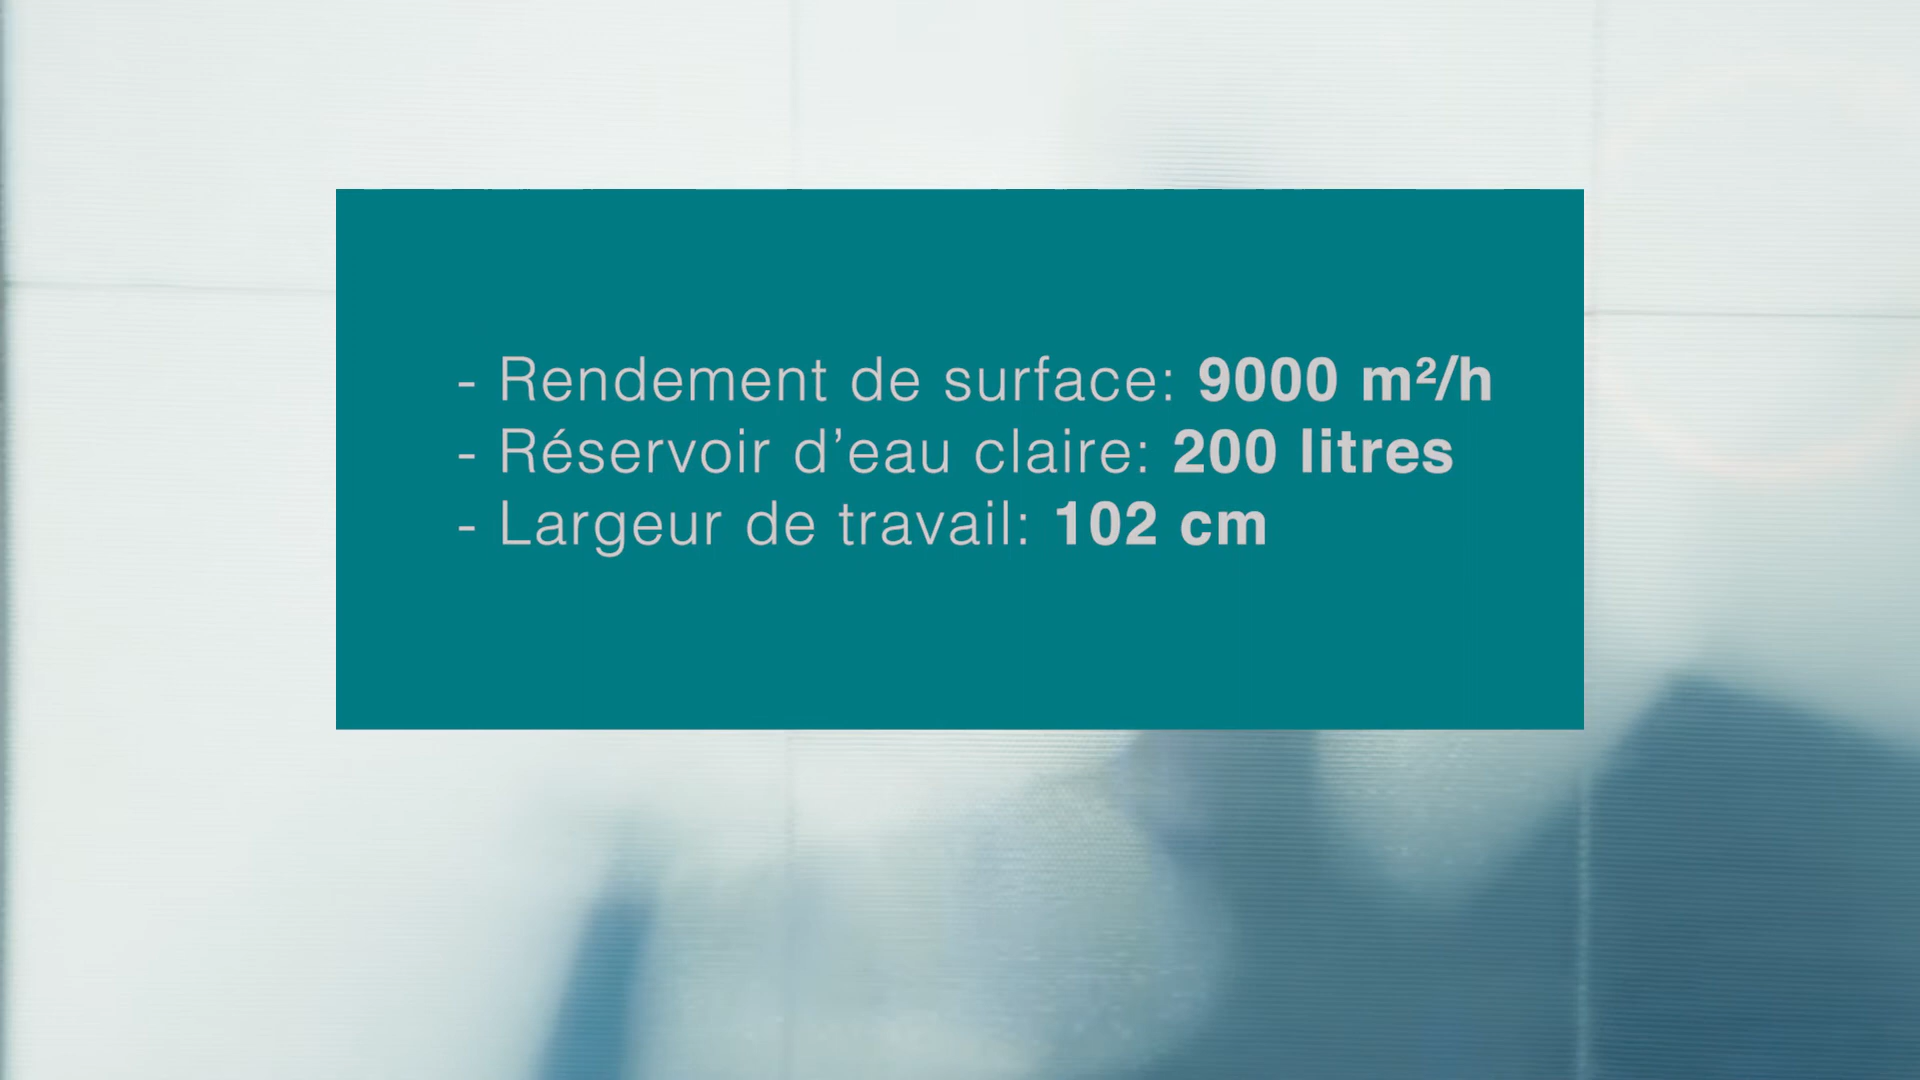 - Rendement de surface: 9000 m²/h
- Réservoir d’eau claire: 200 litres
- Largeur de travail: 102 cm